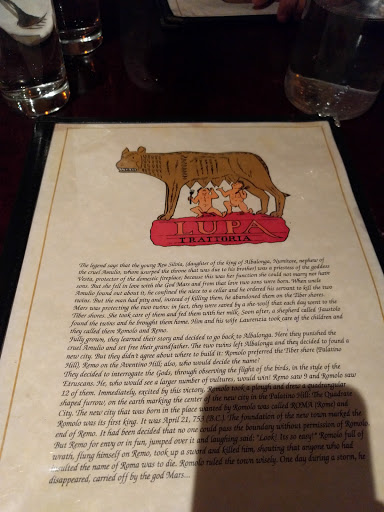 LUPA
TRATTORIA
The legend says that the young Rea Silvia, (daughter of the king of Albalonga, Numitore, nephew of
the cruel Amulio, whom usurped the throne that was due to his brother) was a priestess of the goddess
Vesta, protector of the domestic fireplace; because this was her function she could not marry nor have
sons. But she fell in love with the God Mars and from that love two sons were born. When uncle
Amulio found out about it, he confined the niece to a cellar and he ordered his servant to kill the two
twins. But the man had pity and, instead of killing them, he abandoned on the Tiber shores.
Mars was protecting the two twins; in fact, they were saved by a she-wolf that each day went to the
Tiber shores. She took care of them and fed them with her milk. Soon after, a shepherd called Faustolo
found the twins and he brought them home. Him and his wife Laurenzia took care of the children and
they called them Romolo and Remo.
Fully grown, they learned their story and decided to go back to Albalonga. Here they punished the
cruel Amulio and set free their grandfather. The two twins left Albalonga and they decided to found a
new city. But they didn't agree about where to build it: Romolo preferred the Tiber shore (Palatino
Hill), Remo on the Aventino Hill; also, who would decide the name?
They decided to interrogate the Gods, through observing the flight of the birds, in the style of the
Etruscans. He, who would see a larger number of vultures, would win! Remo saw 9 and Romolo saw
12 of them. Immediately, excited by this victory, Romolo took a plough and drew a quadrangular
shaped furrow, on the earth marking the center of the new city in the Palatino Hill: The Quadrate
City. The new city that was born in the place wanted by Romolo was called ROMA (Rome) and
Romolo was its first king. It was April 21, 753 (B.C.). The foundation of the new town marked the
end of Remo. It had been decided that no one could pass the boundary without permission of Romolo.
But Remo for envy or in fun, jumped over it and laughing said: "Look! Its so easy!" Romolo full of
wrath, flung himself on Remo, took up a sword and killed him, shouting that anyone who had
insulted the name of Roma was to die. Romolo ruled the town wisely. One day during a storm, he
disappeared, carried off by the god Mars...